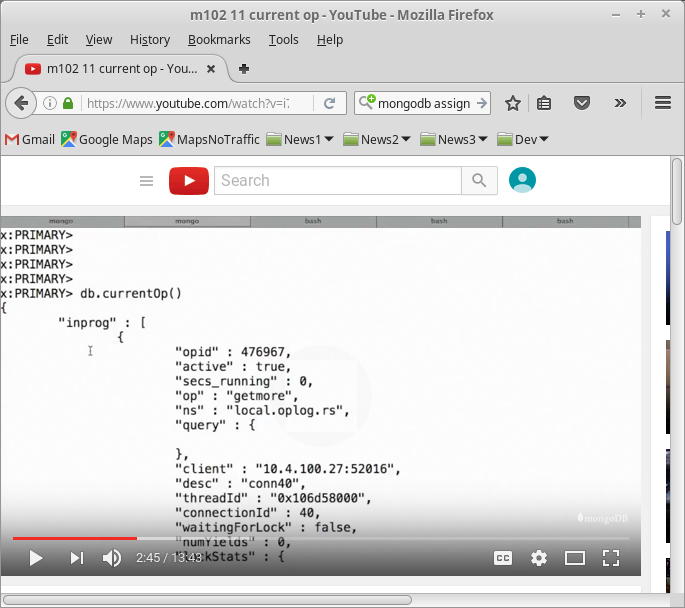 m102 11 current op - YouTube - Mozilla Firefox
File Edit View History Bookmarks Tools Help
m102 11 current op - You...
https://www.youtube.com/watch?v=i7
mongodb assign
Gmail Google Maps MapsNoTraffic News1 News2 News3 Dev
Search
mongo mongo bash bash bash
x:PRIMARY>
x:PRIMARY>
x:PRIMARY>
x:PRIMARY>
x:PRIMARY> db.currentOp()
{
"inprog" : [
{
"opid" : 476967,
"active" : true,
"secs_running" : 0,
"op" : "getmore",
"ns" : "local.oplog.rs",
"query" : {
},
"client" : "10.4.100.27:52016",
"desc" : "conn40",
"threadId" : "0x106d58000",
"connectionId" : 40,
"waitingForLock" : false,
mongoDB
"numYields" : 0,
"lockStats" : {
2:45 / 13:43
CC